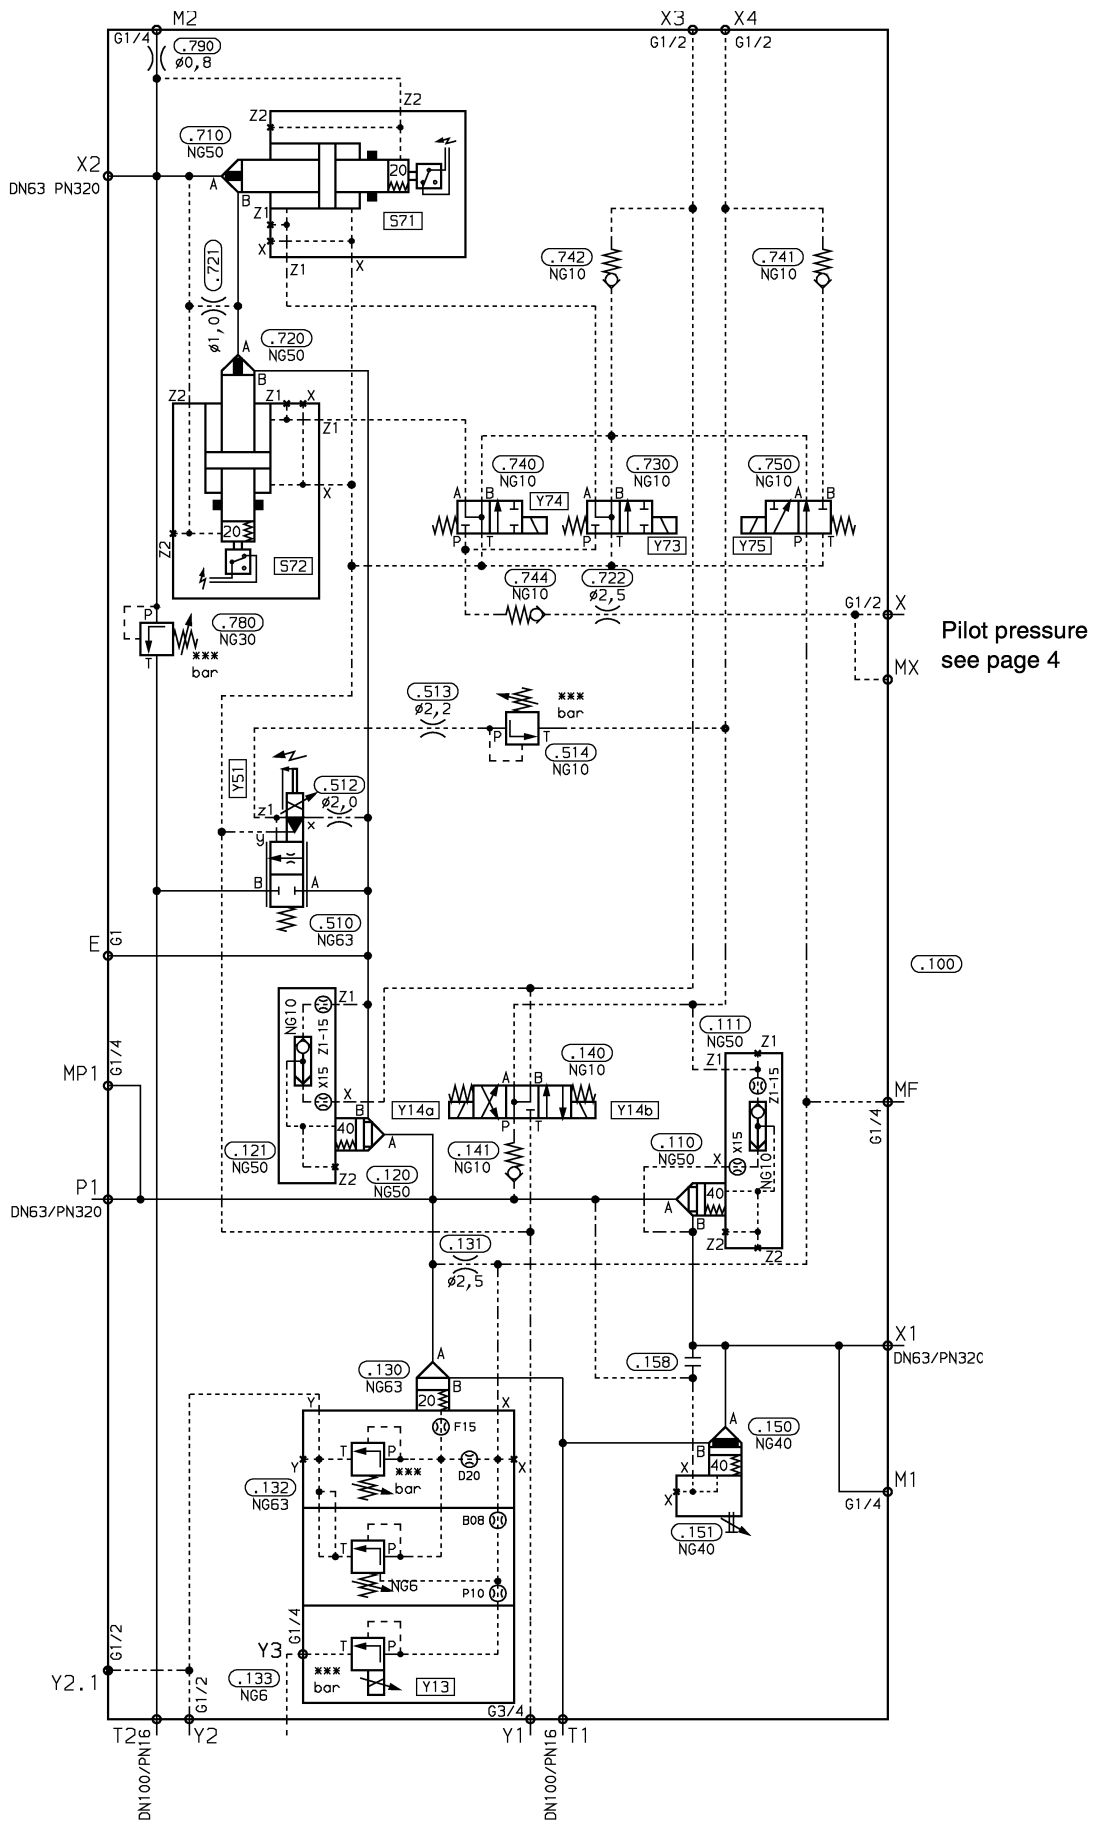 M2
X3
X4
G1/4
.790
ø0,8
G1/2
G1/2
Z2
Z2
.710
NG50
X2
DN63 PN320
A
B
20
S71
Z1
X
Z1
X
.721
ø1,0
.742
NG10
.741
NG10
.720
NG50
A
B
Z2
Z1
X
Z1
X
20
Z2
S72
.740
NG10
.730
NG10
.750
NG10
A
B
Y74
A
B
A
B
P
T
P
T
Y73
Y75
P
T
.744
NG10
.722
ø2,5
G1/2
X
Pilot pressure
see page 4
MX
P
T
.780
NG30
***
bar
.513
ø2,2
***
bar
P
T
.514
NG10
Y51
.512
ø2,0
z1
x
y
B
A
.510
NG63
E
G1
.100
NG10
Z1
Z1-15
X15
X
B
40
A
.121
NG50
Z2
.120
NG50
MP1
G1/4
.140
NG10
A
B
Y14a
Y14b
P
T
.141
NG10
.111
NG50
Z1
Z1
Z1-15
X15
NG10
.110
NG50
X
A
40
B
Z2
Z2
MF
G1/4
P1
DN63/PN320
.131
ø2,5
X1
DN63/PN320
.158
.130
NG63
A
B
20
Y
X
F15
T
P
Y
D20
X
***
bar
.132
NG63
B08
T
P
NG6
P10
G1/4
Y3
T
P
***
bar
Y13
.133
NG6
A
.150
NG40
B
40
X
X
.151
NG40
M1
G1/4
G1/2
Y2.1
G1/2
G3/4
T2
Y2
Y1
T1
DN100/PN16
DN100/PN16